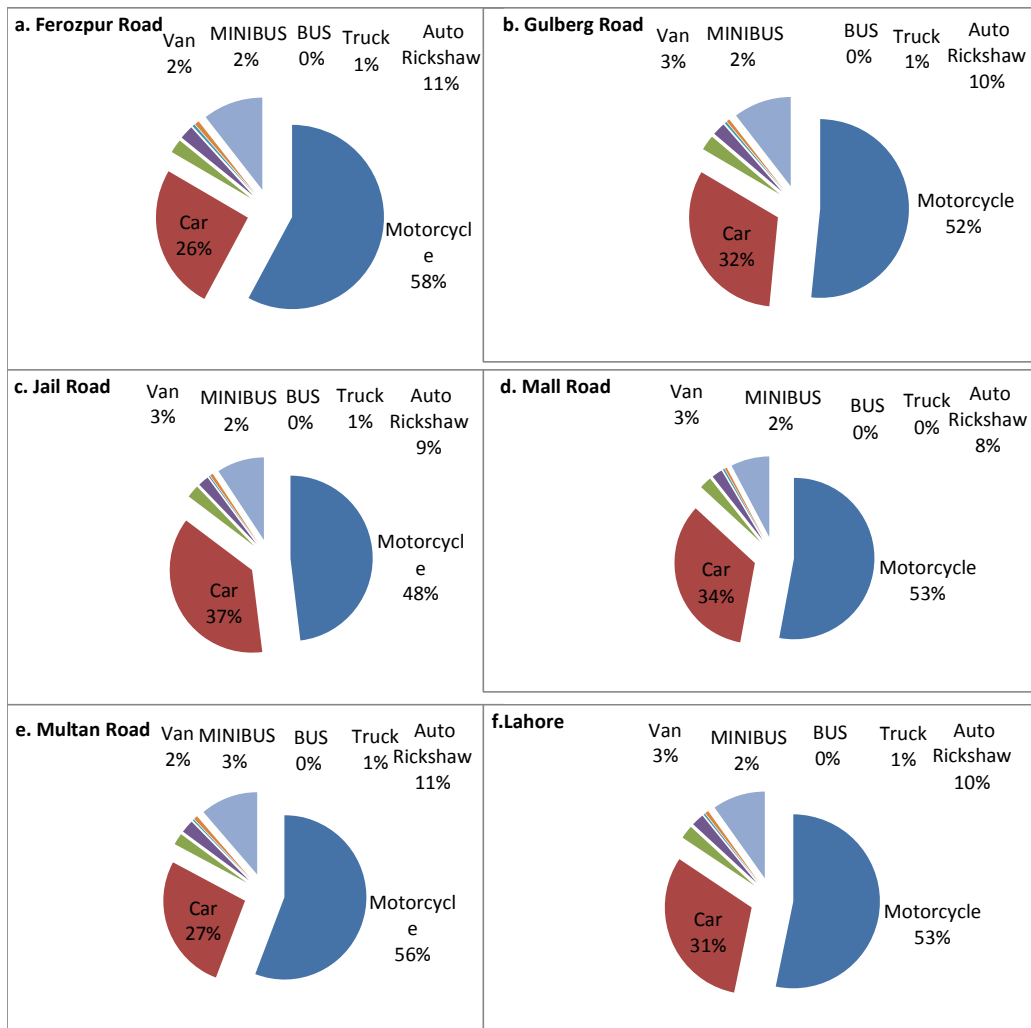 a. Ferozpur Road
Van
2%
MINIBUS
2%
BUS
0%
Truck
1%
Auto
Rickshaw
11%
Car
26%
Motorcycl
e
58%
b. Gulberg Road
Van
3%
MINIBUS
2%
BUS
0%
Truck
1%
Auto
Rickshaw
10%
Car
32%
Motorcycle
52%
c. Jail Road
Van
3%
MINIBUS
2%
BUS
0%
Truck
1%
Auto
Rickshaw
9%
Car
37%
Motorcycl
e
48%
d. Mall Road
Van
3%
MINIBUS
2%
BUS
0%
Truck
0%
Auto
Rickshaw
8%
Car
34%
Motorcycle
53%
e. Multan Road
Van
2%
MINIBUS
3%
BUS
0%
Truck
1%
Auto
Rickshaw
11%
Car
27%
Motorcycl
e
56%
f.Lahore
Van
3%
MINIBUS
2%
BUS
0%
Truck
1%
Auto
Rickshaw
10%
Car
31%
Motorcycle
53%